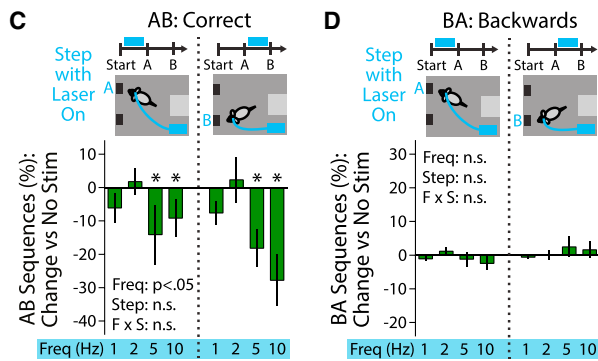 C
AB: Correct
Step with Laser On
Start A B
Start A B
A
B
AB Sequences (%):
Change vs No Stim
10
0
-10
-20
-30
-40
* * * *
Freq: p<.05
Step: n.s.
F x S: n.s.
Freq (Hz) 1 2 5 10 1 2 5 10
D
BA: Backwards
Step with Laser On
Start A B
Start A B
A
B
BA Sequences (%):
Change vs No Stim
30
20
10
0
-10
-20
Freq: n.s.
Step: n.s.
F x S: n.s.
Freq (Hz) 1 2 5 10 1 2 5 10